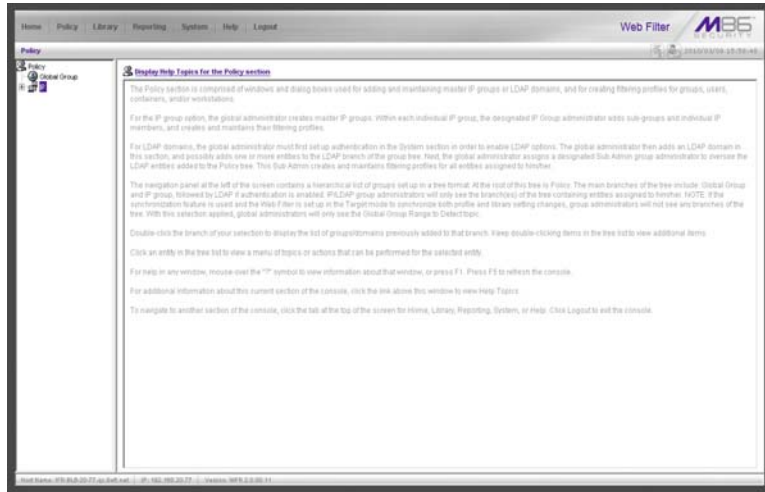 Home Policy Library Reporting System Help Logout
Web Filter
M86
SECURITY
Policy
Policy
Global Group
IP
Display Help Topics for the Policy section
The Policy section is comprised of windows and dialog boxes used for adding and maintaining master IP groups or LDAP domains, and for creating filtering profiles for groups, users,
containers, and/or workstations.
For the IP group option, the global administrator creates master IP groups. Within each individual IP group, the designated IP Group administrator adds sub-groups and individual IP
members, and creates and maintains their filtering profiles.
For LDAP domains, the global administrator must first set up authentication in the System section in order to enable LDAP options. The global administrator then adds an LDAP domain in
this section, and possibly adds one or more entities to the LDAP branch of the group tree. Next, the global administrator assigns a designated Sub Admin group administrator to oversee the
LDAP entities added to the Policy tree. This Sub Admin creates and maintains filtering profiles for all entities assigned to him/her.
The navigation panel at the left of the screen contains a hierarchical list of groups set up in a tree format. At the root of this tree is Policy. The main branches of the tree include: Global Group
and IP group, followed by LDAP if authentication is enabled. IP/LDAP group administrators will only see the branch(es) of the tree containing entities assigned to him/her. NOTE: If the
synchronization feature is used and the Web Filter is set up in the Target mode to synchronize both profile and library setting changes, group administrators will not see any branches of the
tree. With this selection applied, global administrators will only see the Global Group Range to Detect topic.
Double-click the branch of your selection to display the list of groups/domains previously added to that branch. Keep double-clicking items in the tree list to view additional items.
Click an entity in the tree list to view a menu of topics or actions that can be performed for the selected entity.
For help in any window, mouse over the "?" symbol to view information about that window, or press F1. Press F5 to refresh the console.
For additional information about this current section of the console, click the link above this window to view Help Topics.
To navigate to another section of the console, click the tab at the top of the screen for Home, Library, Reporting, System, or Help. Click Logout to exit the console.
Host Name: IP: 192.168.20.77 Version: WFR